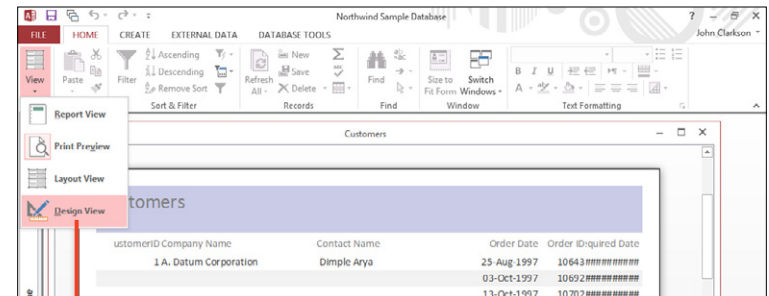 Northwind Sample Database
? 
FILE HOME CREATE EXTERNAL DATA DATABASE TOOLS John Clarkson
View Paste Filter Ascending Descending Remove Sort Refresh All New Save Delete Find Size to Fit Form Switch Windows B I U A
Sort & Filter Records Find Window Text Formatting
Report View
Print Preview
Layout View
Design View
Customers
tomers
ustomerID Company Name Contact Name Order Date Order ID:quired Date
1 A. Datum Corporation Dimple Arya 25-Aug-1997 10643##########
03-Oct-1997 10692##########
13-Oct-1997 10702##########